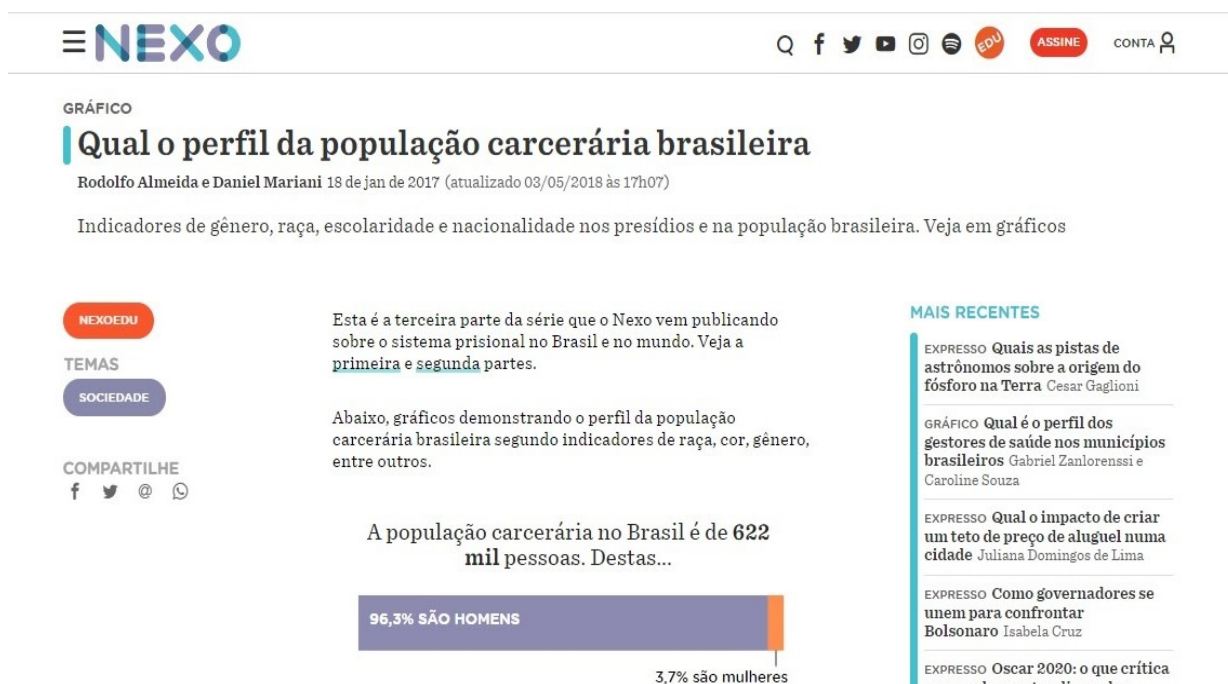 NEXO
EDU
ASSINE
CONTA
GRÁFICO
Qual o perfil da população carcerária brasileira
Rodolfo Almeida e Daniel Mariani 18 de jan de 2017 (atualizado 03/05/2018 às 17h07)
Indicadores de gênero, raça, escolaridade e nacionalidade nos presídios e na população brasileira. Veja em gráficos
NEXOEDU
TEMAS
SOCIEDADE
COMPARTILHE
Esta é a terceira parte da série que o Nexo vem publicando
sobre o sistema prisional no Brasil e no mundo. Veja a
primeira e segunda partes.
Abaixo, gráficos demonstrando o perfil da população
carcerária brasileira segundo indicadores de raça, cor, gênero,
entre outros.
A população carcerária no Brasil é de 622
mil pessoas. Destas...
96,3% SÃO HOMENS
3,7% são mulheres
MAIS RECENTES
EXPRESSO Quais as pistas de
astrônomos sobre a origem do
fósforo na Terra Cesar Gaglioni
GRÁFICO Qual é o perfil dos
gestores de saúde nos municípios
brasileiros Gabriel Zanlorenssi e
Caroline Souza
EXPRESSO Qual o impacto de criar
um teto de preço de aluguel numa
cidade Juliana Domingos de Lima
EXPRESSO Como governadores se
unem para confrontar
Bolsonaro Isabela Cruz
EXPRESSO Oscar 2020: o que crítica